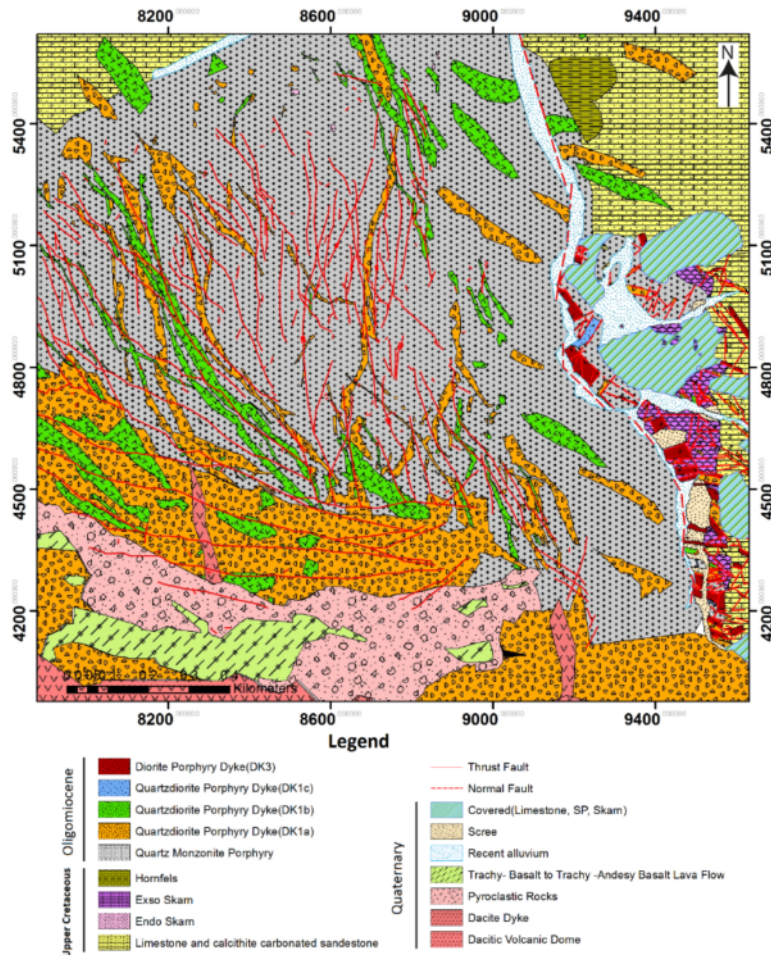 8200 8600 9000 9400
N
5400 5400
5100 5100
4800 4800
4500 4500
4200 4200
Kilometers
8200 8600 9000 9400
Legend
Oligomiocene
Diorite Porphyry Dyke(DK3)
Quartzdiorite Porphyry Dyke(DK1c)
Quartzdiorite Porphyry Dyke(DK1b)
Quartzdiorite Porphyry Dyke(DK1a)
Quartz Monzonite Porphyry
Upper Cretaceous
Hornfels
Exso Skarn
Endo Skarn
Limestone and calcithite carbonated sandestone
Thrust Fault
Normal Fault
Quaternary
Covered(Limestone, SP, Skarn)
Scree
Recent alluvium
Trachy- Basalt to Trachy -Andesy Basalt Lava Flow
Pyroclastic Rocks
Dacite Dyke
Dacitic Volcanic Dome